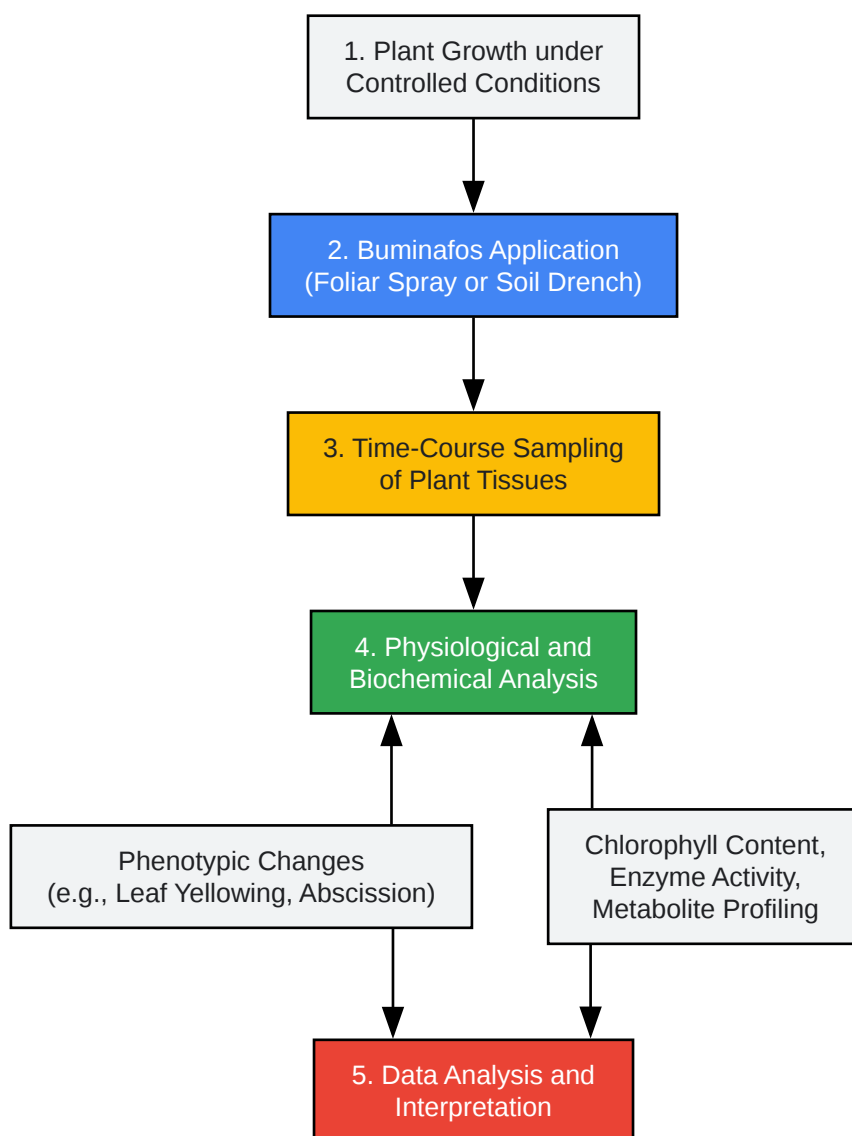 1. Plant Growth under
Controlled Conditions
2. Buminafos Application
(Foliar Spray or Soil Drench)
3. Time-Course Sampling
of Plant Tissues
4. Physiological and
Biochemical Analysis
Phenotypic Changes
(e.g., Leaf Yellowing, Abscission)
Chlorophyll Content,
Enzyme Activity,
Metabolite Profiling
5. Data Analysis and
Interpretation